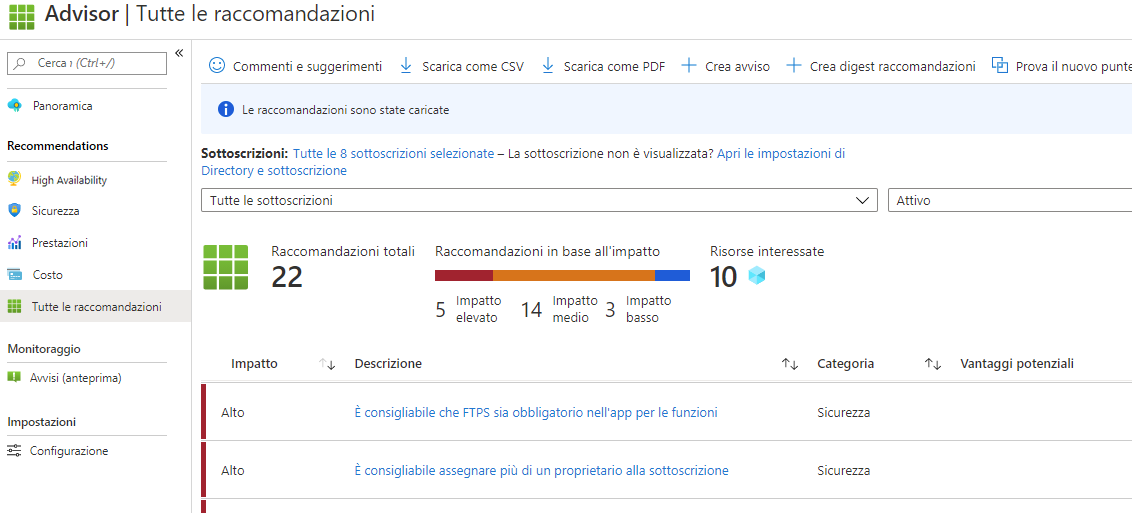 Advisor | Tutte le raccomandazioni
Cerca (Ctrl+/)
Panoramica
Recommendations
High Availability
Sicurezza
Prestazioni
Costo
Tutte le raccomandazioni
Monitoraggio
Avvisi (anteprima)
Impostazioni
Configurazione
Commenti e suggerimenti Scarica come CSV Scarica come PDF Crea avviso Crea digest raccomandazioni Prova il nuovo punte
Le raccomandazioni sono state caricate
Sottoscrizioni: Tutte le 8 sottoscrizioni selezionate – La sottoscrizione non è visualizzata? Apri le impostazioni di
Directory e sottoscrizione
Tutte le sottoscrizioni Attivo
Raccomandazioni totali
22
Raccomandazioni in base all'impatto
5 Impatto elevato
14 Impatto medio
3 Impatto basso
Risorse interessate
10
Impatto Descrizione Categoria Vantaggi potenziali
Alto È consigliabile che FTPS sia obbligatorio nell'app per le funzioni Sicurezza
Alto È consigliabile assegnare più di un proprietario alla sottoscrizione Sicurezza